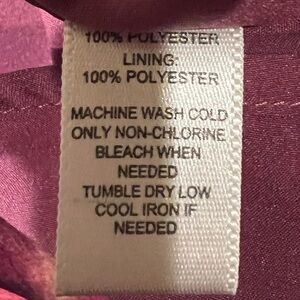 100% POLYESTER
LINING:
100% POLYESTER
MACHINE WASH COLD
ONLY NON-CHLORINE
BLEACH WHEN
NEEDED
TUMBLE DRY LOW
COOL IRON IF
NEEDED